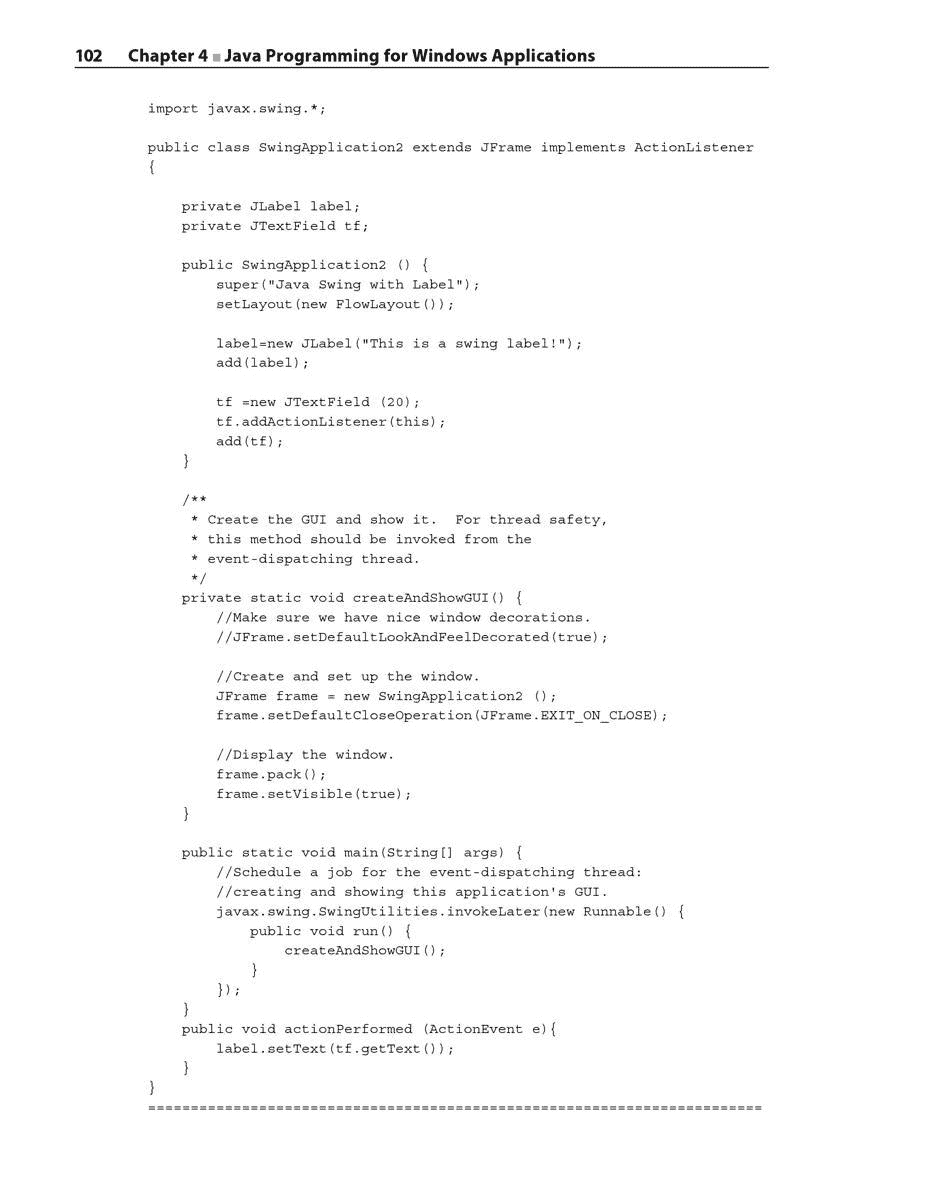 102 Chapter 4 ■ Java Programming for Windows Applications
import javax.swing.*;
public class SwingApplication2 extends JFrame implements ActionListener
{
    private JLabel label;
    private JTextField tf;
    public SwingApplication2 () {
        super("Java Swing with Label");
        setLayout(new FlowLayout());
        label=new JLabel("This is a swing label!");
        add(label);
        tf =new JTextField (20);
        tf.addActionListener(this);
        add(tf);
    }
    /**
     * Create the GUI and show it.  For thread safety,
     * this method should be invoked from the
     * event-dispatching thread.
     */
    private static void createAndShowGUI() {
        //Make sure we have nice window decorations.
        //JFrame.setDefaultLookAndFeelDecorated(true);
        //Create and set up the window.
        JFrame frame = new SwingApplication2 ();
        frame.setDefaultCloseOperation(JFrame.EXIT_ON_CLOSE);
        //Display the window.
        frame.pack();
        frame.setVisible(true);
    }
    public static void main(String[] args) {
        //Schedule a job for the event-dispatching thread:
        //creating and showing this application's GUI.
        javax.swing.SwingUtilities.invokeLater(new Runnable() {
            public void run() {
                createAndShowGUI();
            }
        });
    }
    public void actionPerformed (ActionEvent e){
        label.setText(tf.getText());
    }
}
========================================================================